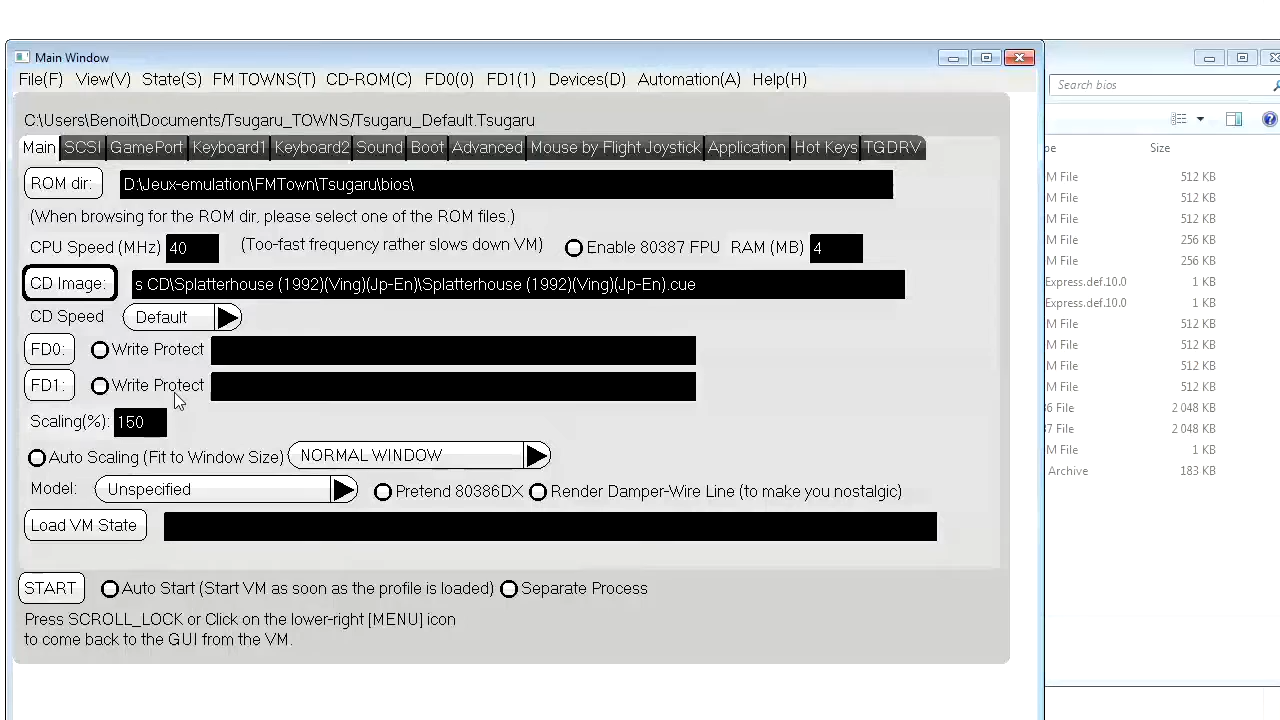 Main Window
File(F) View(V) State(S) FM TOWNS(T) CD-ROM(C) FD0(0) FD1(1) Devices(D) Automation(A) Help(H)
C:\Users\Benoit\Documents/Tsugaru_TOWNS/Tsugaru_Default.Tsugaru
Main SCSI GamePort Keyboard1 Keyboard2 Sound Boot Advanced Mouse by Flight Joystick Application Hot Keys TGDRV
ROM dir: D:\Jeux-emulation\FMTown\Tsugaru\bios\
(When browsing for the ROM dir, please select one of the ROM files.)
CPU Speed (MHz) 40 (Too-fast frequency rather slows down VM) Enable 80387 FPU RAM (MB) 4
CD Image: s CD\Splatterhouse (1992)(Ving)(Jp-En)\Splatterhouse (1992)(Ving)(Jp-En).cue
CD Speed Default
FD0: Write Protect
FD1: Write Protect
Scaling(%): 150
Auto Scaling (Fit to Window Size) NORMAL WINDOW
Model: Unspecified Pretend 80386DX Render Damper-Wire Line (to make you nostalgic)
Load VM State
START Auto Start (Start VM as soon as the profile is loaded) Separate Process
Press SCROLL_LOCK or Click on the lower-right [MENU] icon
to come back to the GUI from the VM.
Search bios
pe Size
M File 512 KB
M File 512 KB
M File 512 KB
M File 256 KB
M File 256 KB
Express.def.10.0 1 KB
Express.def.10.0 1 KB
M File 512 KB
M File 512 KB
M File 512 KB
M File 512 KB
6 File 2 048 KB
7 File 2 048 KB
M File 1 KB
Archive 183 KB